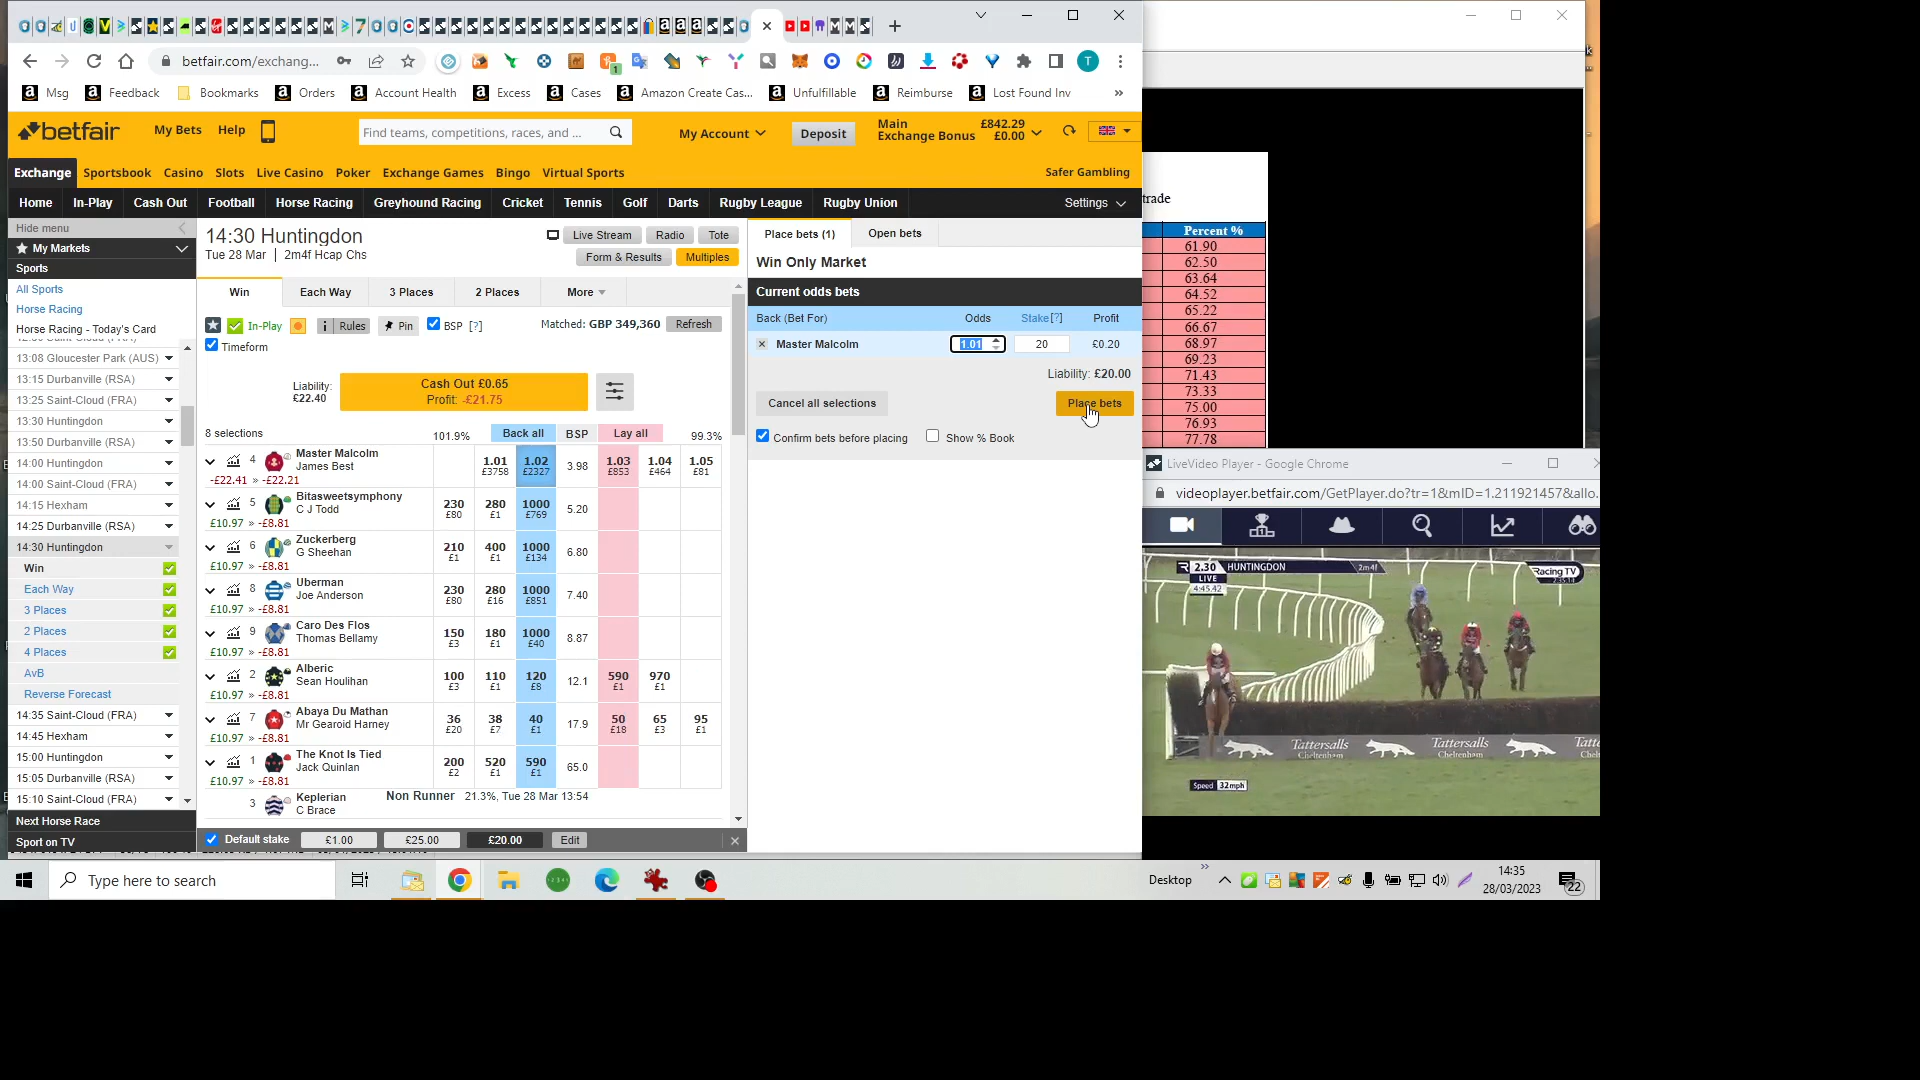 betfair.com/exchang...
T
Msg
Feedback
Bookmarks
Orders
Account Health
Excess
Cases
Amazon Create Cas...
Unfulfillable
Reimburse
Lost Found Inv
»
betfair
My Bets
Help
Find teams, competitions, races, and ...
My Account
Deposit
Main £842.29
Exchange Bonus £0.00
Exchange
Sportsbook
Casino
Slots
Live Casino
Poker
Exchange Games
Bingo
Virtual Sports
Safer Gambling
Home
In-Play
Cash Out
Football
Horse Racing
Greyhound Racing
Cricket
Tennis
Golf
Darts
Rugby League
Rugby Union
Settings
Hide menu
My Markets
Sports
All Sports
Horse Racing
Horse Racing - Today's Card
13:08 Gloucester Park (AUS)
13:15 Durbanville (RSA)
13:25 Saint-Cloud (FRA)
13:30 Huntingdon
13:50 Durbanville (RSA)
14:00 Huntingdon
14:00 Saint-Cloud (FRA)
14:15 Hexham
14:25 Durbanville (RSA)
14:30 Huntingdon
Win
Each Way
3 Places
2 Places
4 Places
AvB
Reverse Forecast
14:35 Saint-Cloud (FRA)
14:45 Hexham
15:00 Huntingdon
15:05 Durbanville (RSA)
15:10 Saint-Cloud (FRA)
Next Horse Race
Sport on TV
14:30 Huntingdon
Tue 28 Mar | 2m4f Hcap Chs
Live Stream
Radio
Tote
Form & Results
Multiples
Win
Each Way
3 Places
2 Places
More
In-Play
i Rules
Pin
BSP [?]
Matched: GBP 349,360
Refresh
Timeform
Liability:
£22.40
Cash Out £0.65
Profit: -£21.75
8 selections
101.9%
Back all
BSP
Lay all
99.3%
4 Master Malcolm
James Best
-£22.41 » -£22.21
1.01 1.02 3.98 1.03 1.04 1.05
£3758 £2327 £853 £464 £81
5 Bitasweetsymphony
C J Todd
£10.97 » -£8.81
230 280 1000 5.20
£80 £1 £769
6 Zuckerberg
G Sheehan
£10.97 » -£8.81
210 400 1000 6.80
£1 £1 £134
8 Uberman
Joe Anderson
£10.97 » -£8.81
230 280 1000 7.40
£80 £16 £851
9 Caro Des Flos
Thomas Bellamy
£10.97 » -£8.81
150 180 1000 8.87
£3 £1 £40
2 Alberic
Sean Houlihan
£10.97 » -£8.81
100 110 120 12.1 590 970
£3 £1 £8 £1 £1
7 Abaya Du Mathan
Mr Gearoid Harney
£10.97 » -£8.81
36 38 40 17.9 50 65 95
£20 £7 £1 £18 £3 £1
1 The Knot Is Tied
Jack Quinlan
£10.97 » -£8.81
200 520 590 65.0
£2 £1 £1
3 Keplerian
C Brace
Non Runner 21.3%, Tue 28 Mar 13:54
Default stake
£1.00
£25.00
£20.00
Edit
Place bets (1)
Open bets
Win Only Market
Current odds bets
Back (Bet For) Odds Stake[?] Profit
Master Malcolm 1.01 20 £0.20
Liability: £20.00
Cancel all selections
Place bets
Confirm bets before placing
Show % Book
trade
Percent %
61.90
62.50
63.64
64.52
65.22
66.67
68.97
69.23
71.43
73.33
75.00
76.93
77.78
LiveVideo Player - Google Chrome
videoplayer.betfair.com/GetPlayer.do?tr=1&mID=1.211921457&allo.
R 2.30 HUNTINGDON 2m4f
LIVE
4:45.42
Racing TV
Tattersalls
Cheltenham
Tattersalls
Cheltenham
Speed 32mph
Type here to search
Desktop
»
14:35
28/03/2023
22